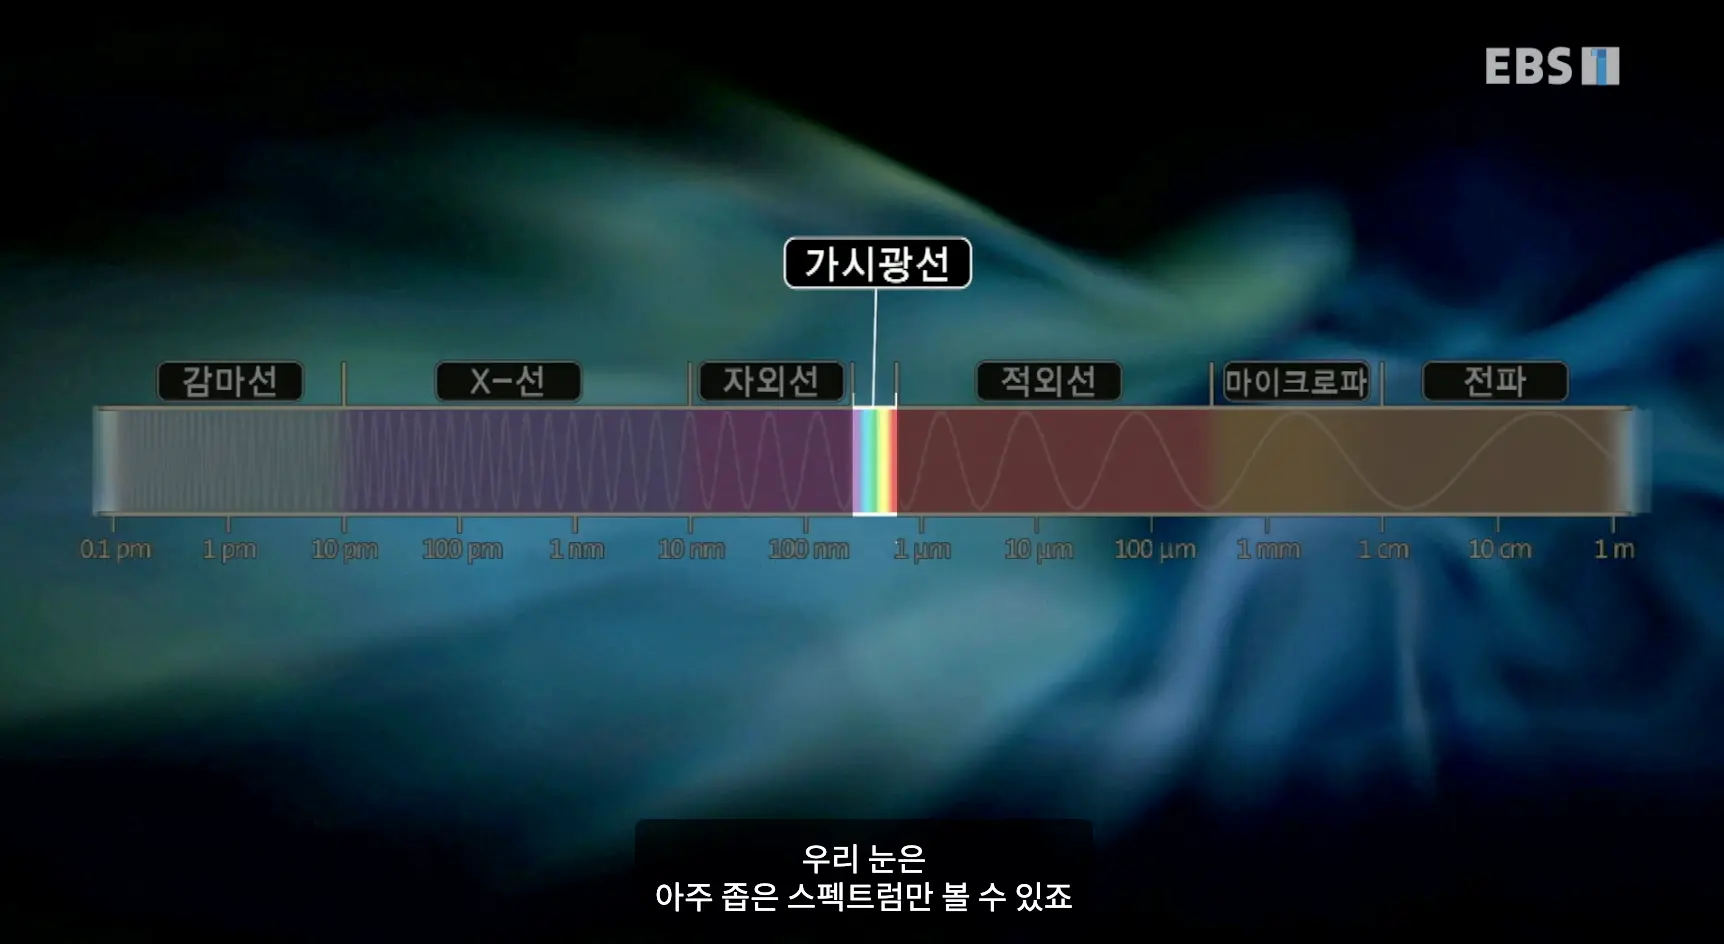 EBS1
가시광선
감마선 X-선 자외선 적외선 마이크로파 전파
0.1 pm 1 pm 10 pm 100 pm 1 nm 10 nm 100 nm 1 μm 10 μm 100 μm 1 mm 1 cm 10 cm 1 m
우리 눈은
아주 좁은 스펙트럼만 볼 수 있죠